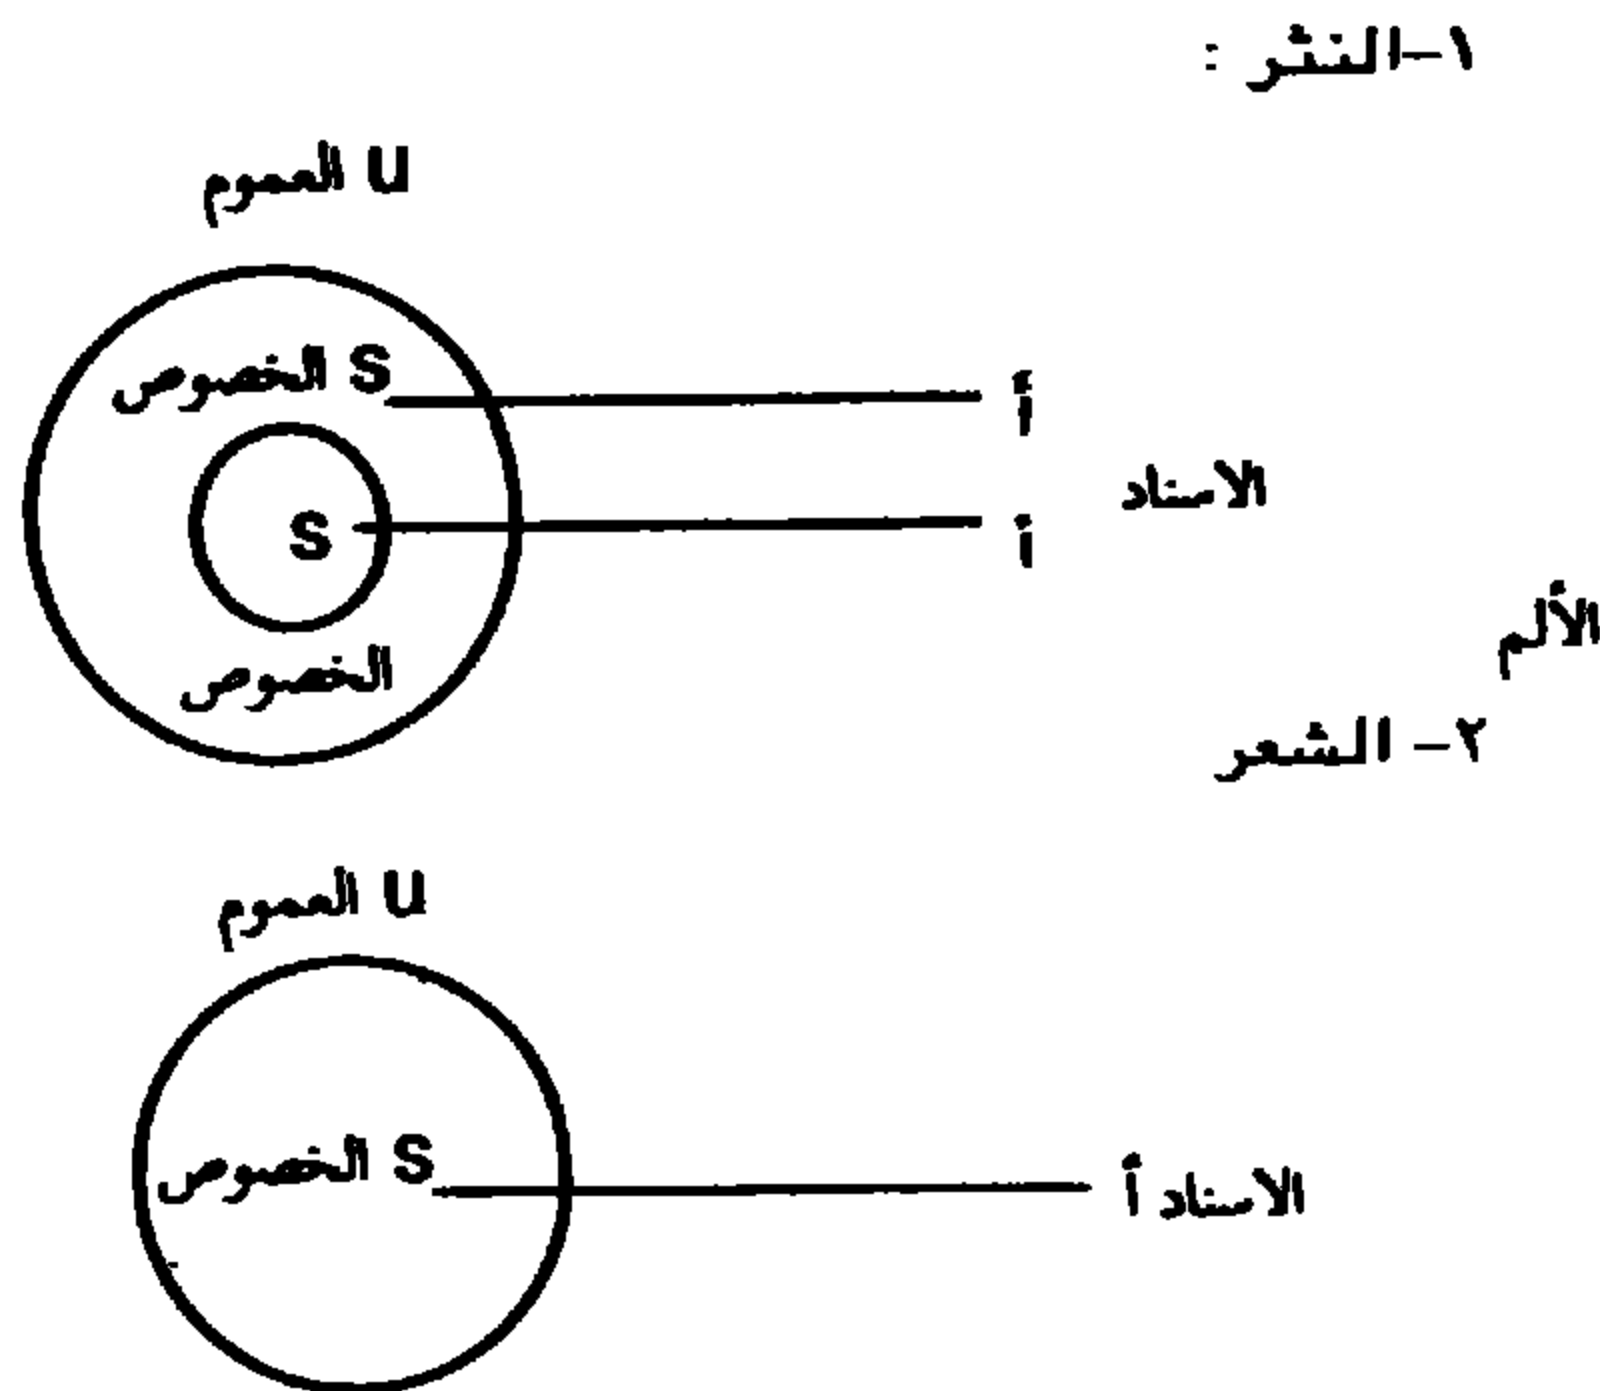 ١-النثر :
U العموم
S الخصوص
أ
الاسناد
S
أ
الخصوص
الألم
٢- الشعر
U العموم
S الخصوص
الاسناد أ